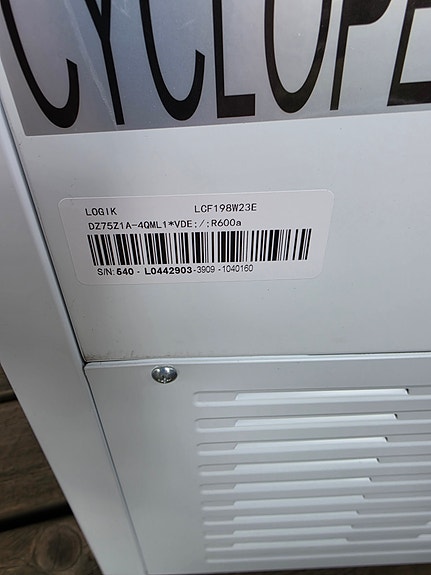 CYCLOPE
LOGIK LCF198W23E
DZ75Z1A-4QML1*VDE;/;R600a
S/N: 540 - L0442903 -3909 -1040160